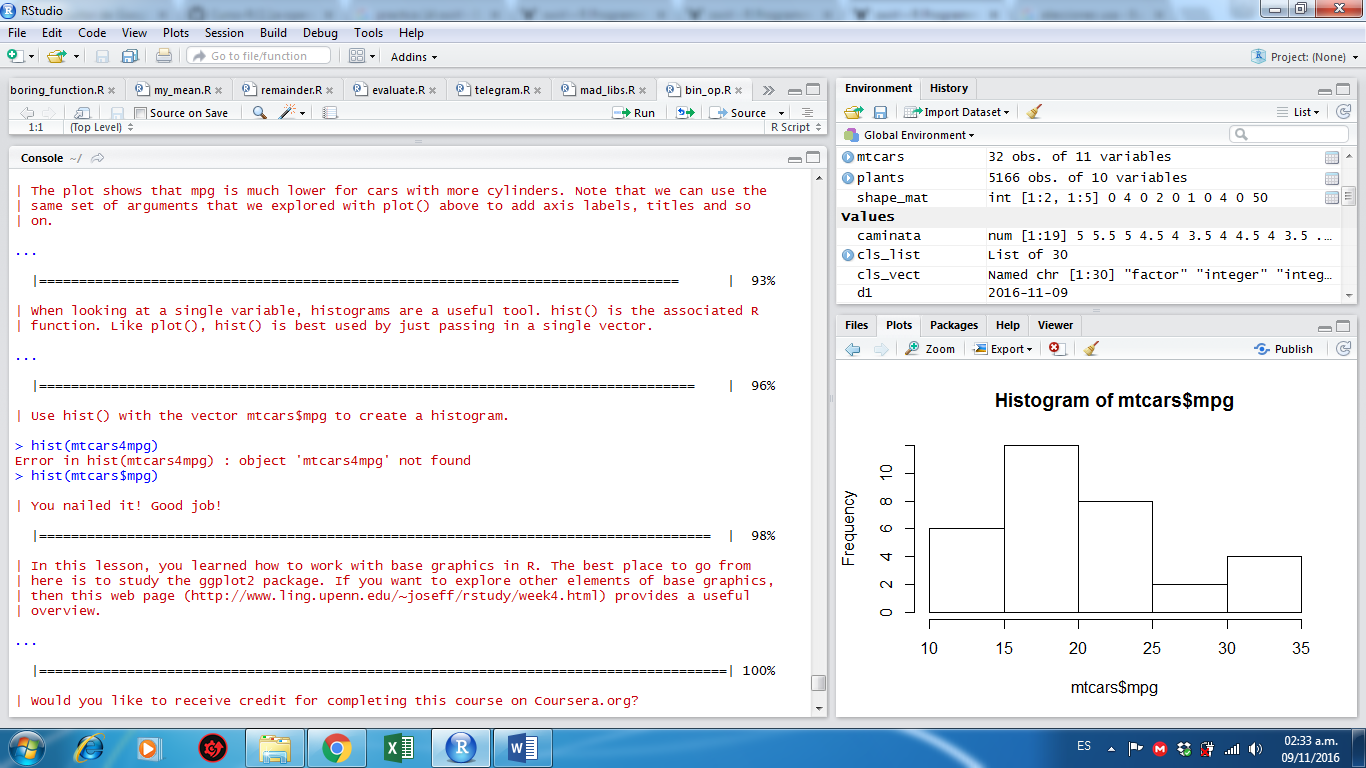 RStudio
File Edit Code View Plots Session Build Debug Tools Help
Go to file/function Addins Project: (None)
boring_function.R my_mean.R remainder.R evaluate.R telegram.R mad_libs.R bin_op.R
Source on Save Run Source
1:1 (Top Level) R Script
Console ~/
| The plot shows that mpg is much lower for cars with more cylinders. Note that we can use the
| same set of arguments that we explored with plot() above to add axis labels, titles and so
| on.
...
|================================================================================ | 93%
| When looking at a single variable, histograms are a useful tool. hist() is the associated R
| function. Like plot(), hist() is best used by just passing in a single vector.
...
|================================================================================== | 96%
| Use hist() with the vector mtcars$mpg to create a histogram.
> hist(mtcars4mpg)
Error in hist(mtcars4mpg) : object 'mtcars4mpg' not found
> hist(mtcars$mpg)
| You nailed it! Good job!
|==================================================================================== | 98%
| In this lesson, you learned how to work with base graphics in R. The best place to go from
| here is to study the ggplot2 package. If you want to explore other elements of base graphics,
| then this web page (http://www.ling.upenn.edu/~joseff/rstudy/week4.html) provides a useful
| overview.
...
|======================================================================================| 100%
| Would you like to receive credit for completing this course on Coursera.org?
Environment History
Import Dataset List
Global Environment
mtcars 32 obs. of 11 variables
plants 5166 obs. of 10 variables
shape_mat int [1:2, 1:5] 0 4 0 2 0 1 0 4 0 50
Values
caminata num [1:19] 5 5.5 5 4.5 4 3.5 4 4.5 4 3.5 ...
cls_list List of 30
cls_vect Named chr [1:30] "factor" "integer" "integ...
d1 2016-11-09
Files Plots Packages Help Viewer
Zoom Export Publish
Histogram of mtcars$mpg
Frequency
10
8
6
4
2
0
10 15 20 25 30 35
mtcars$mpg
ES 02:33 a.m.
09/11/2016